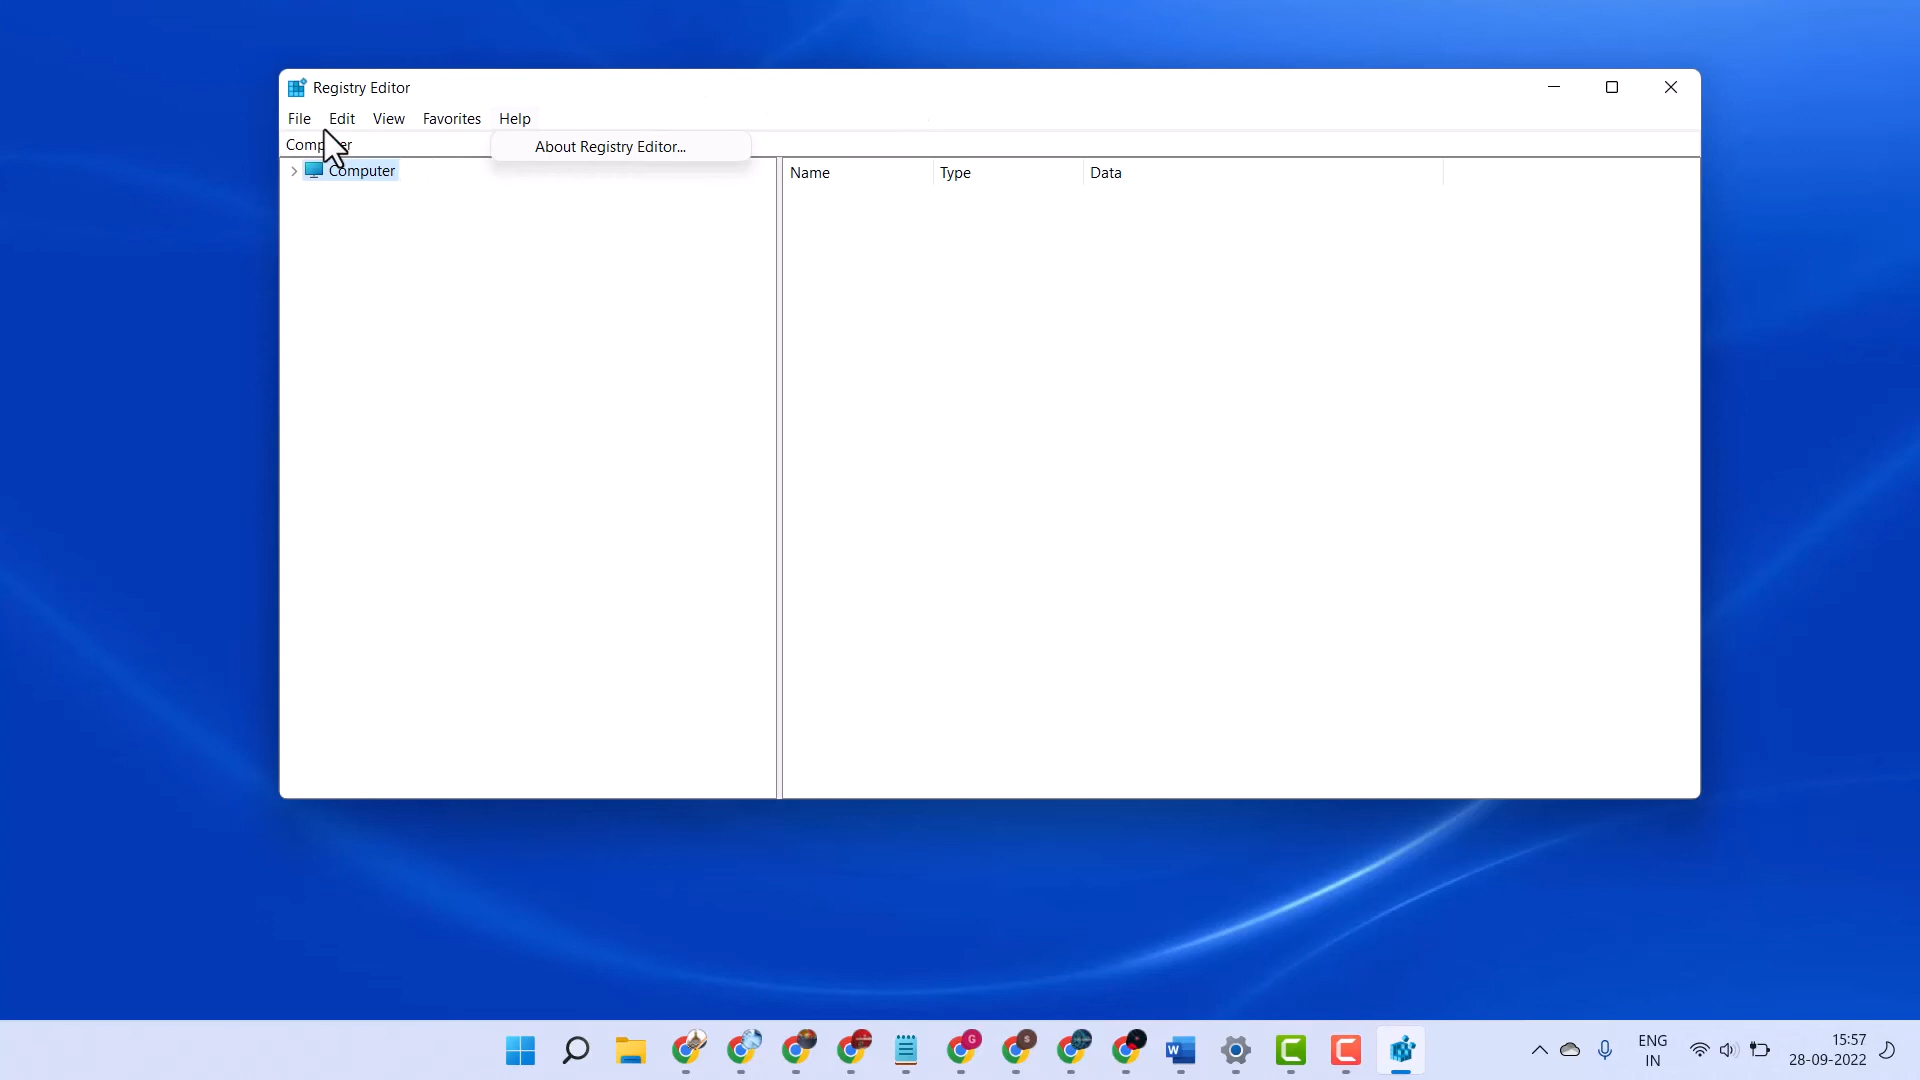 Registry Editor
File Edit View Favorites Help
Computer
About Registry Editor...
Computer
Name Type Data
G
S
W
ENG
IN
15:57
28-09-2022